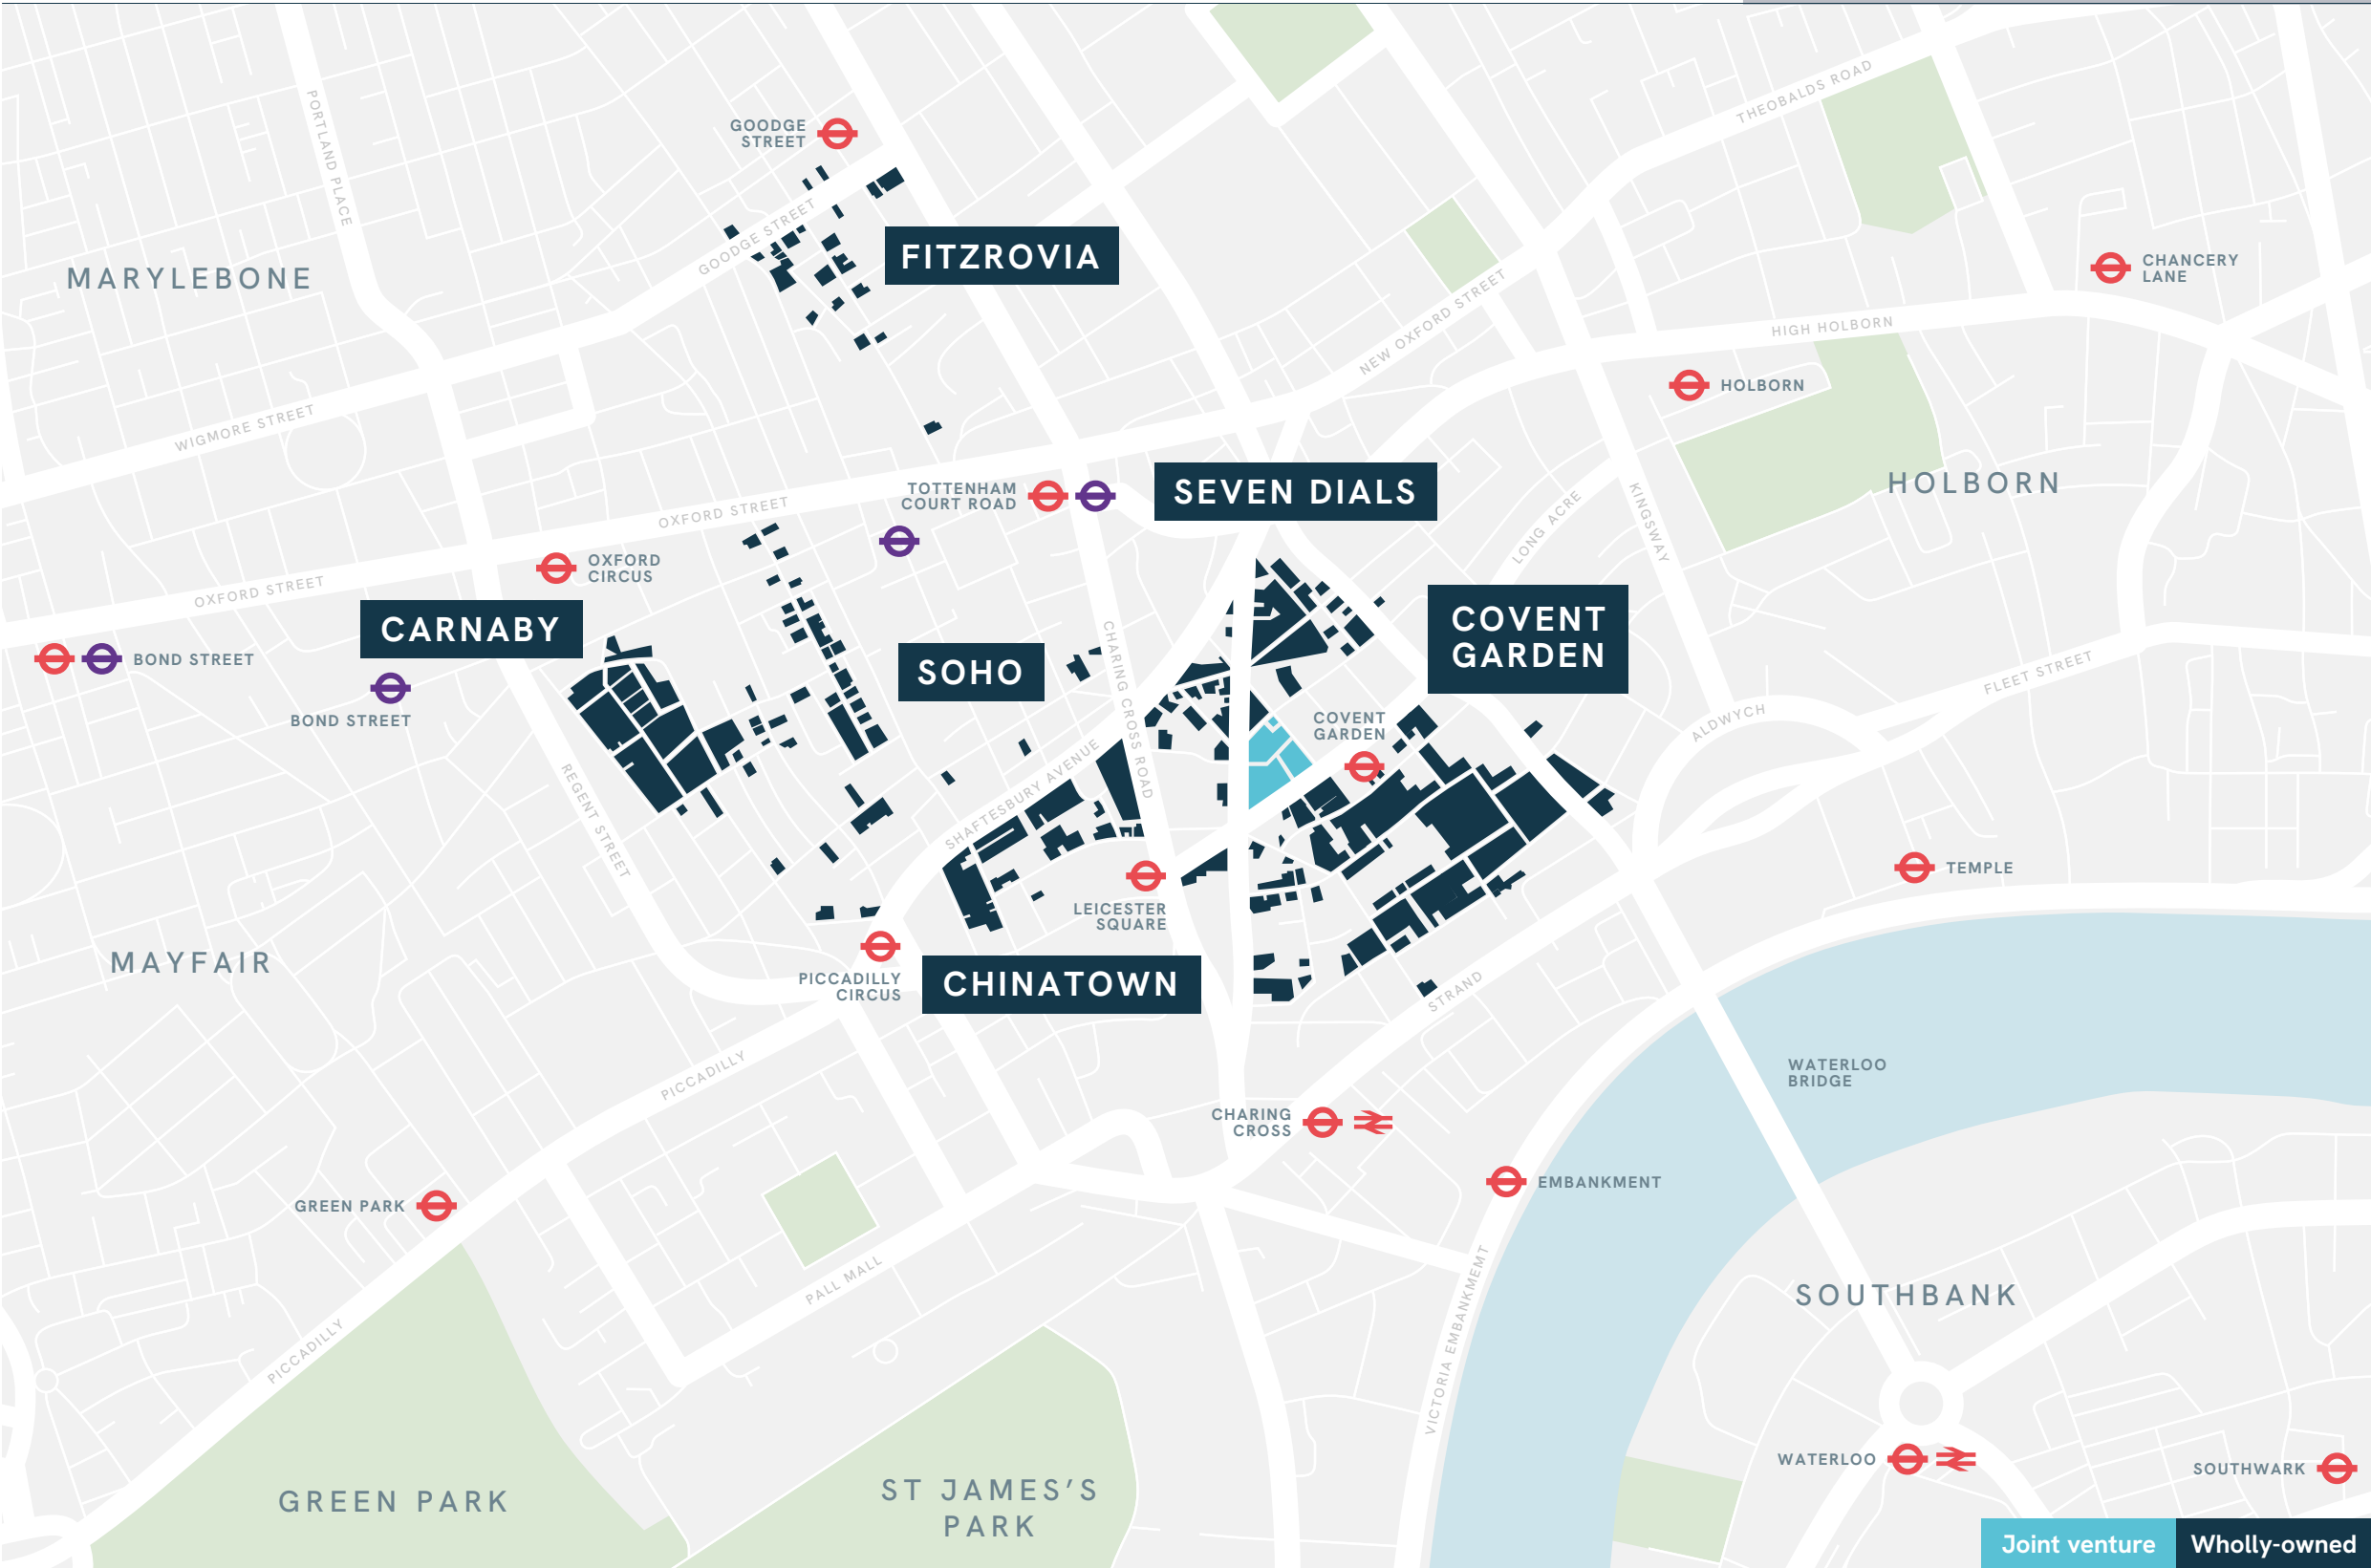 PORTLAND PLACE
GOODGE
STREET
THEOBALDS ROAD
GOODGE STREET
FITZROVIA
MARYLEBONE
CHANCERY
LANE
NEW OXFORD STREET
HIGH HOLBORN
HOLBORN
WIGMORE STREET
HOLBORN
TOTTENHAM
COURT ROAD
SEVEN DIALS
OXFORD STREET
LONG ACRE
KINGSWAY
OXFORD
CIRCUS
OXFORD STREET
CARNABY
COVENT
GARDEN
BOND STREET
SOHO
CHARING CROSS ROAD
FLEET STREET
BOND STREET
COVENT
GARDEN
ALDWYCH
REGENT STREET
SHAFTESBURY AVENUE
TEMPLE
LEICESTER
SQUARE
MAYFAIR
PICCADILLY
CIRCUS
CHINATOWN
STRAND
PICCADILLY
WATERLOO
BRIDGE
CHARING
CROSS
EMBANKMENT
GREEN PARK
PALL MALL
VICTORIA EMBANKMEMT
SOUTHBANK
PICCADILLY
WATERLOO
SOUTHWARK
GREEN PARK
ST JAMES’S
PARK
Joint venture
Wholly-owned